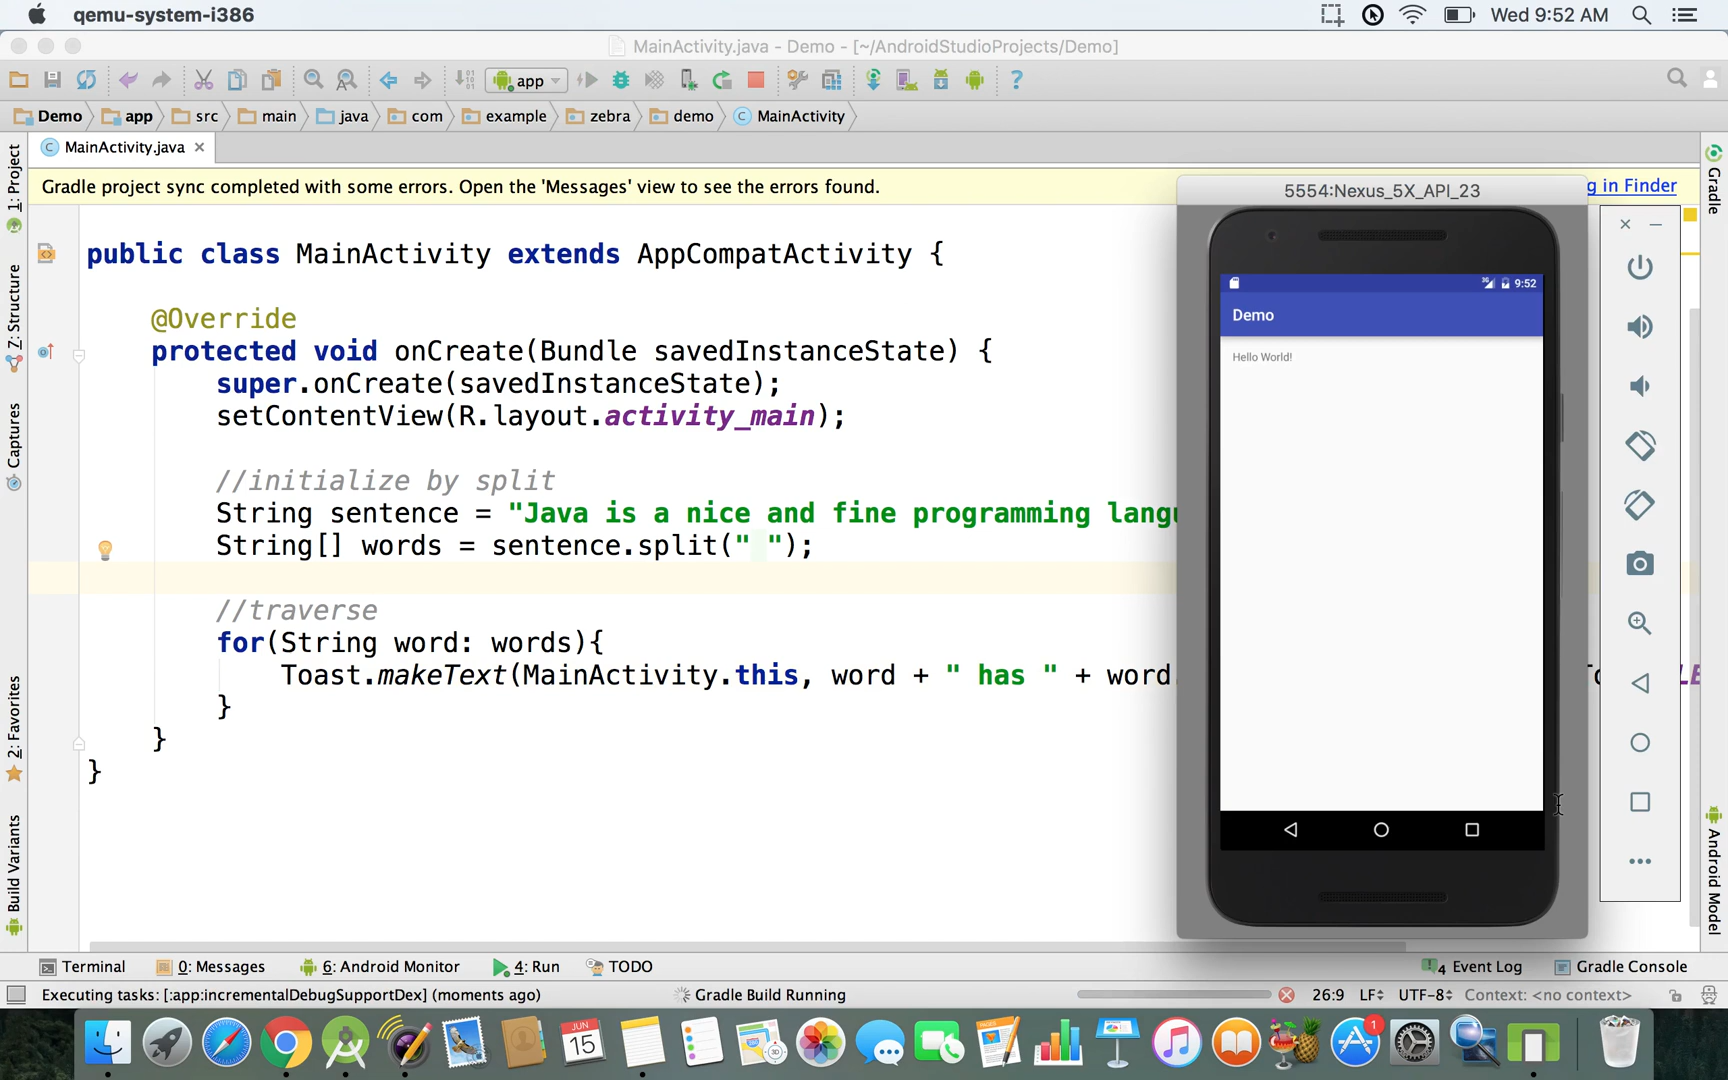 qemu-system-i386
Wed 9:52 AM
MainActivity.java - Demo - [~/AndroidStudioProjects/Demo]
app
Demo app src main java com example zebra demo MainActivity
MainActivity.java
Gradle project sync completed with some errors. Open the 'Messages' view to see the errors found.
g in Finder
1: Project
Z: Structure
Captures
2: Favorites
Build Variants
Gradle
Android Model
public class MainActivity extends AppCompatActivity {
@Override
protected void onCreate(Bundle savedInstanceState) {
super.onCreate(savedInstanceState);
setContentView(R.layout.activity_main);
//initialize by split
String sentence = "Java is a nice and fine programming langu
String[] words = sentence.split(" ");
//traverse
for(String word: words){
Toast.makeText(MainActivity.this, word + " has " + word.
}
}
}
5554:Nexus_5X_API_23
9:52
Demo
Hello World!
Terminal 0: Messages 6: Android Monitor 4: Run TODO 4 Event Log Gradle Console
Executing tasks: [:app:incrementalDebugSupportDex] (moments ago) Gradle Build Running 26:9 LF UTF-8 Context: <no context>
JUN
15
3D
1